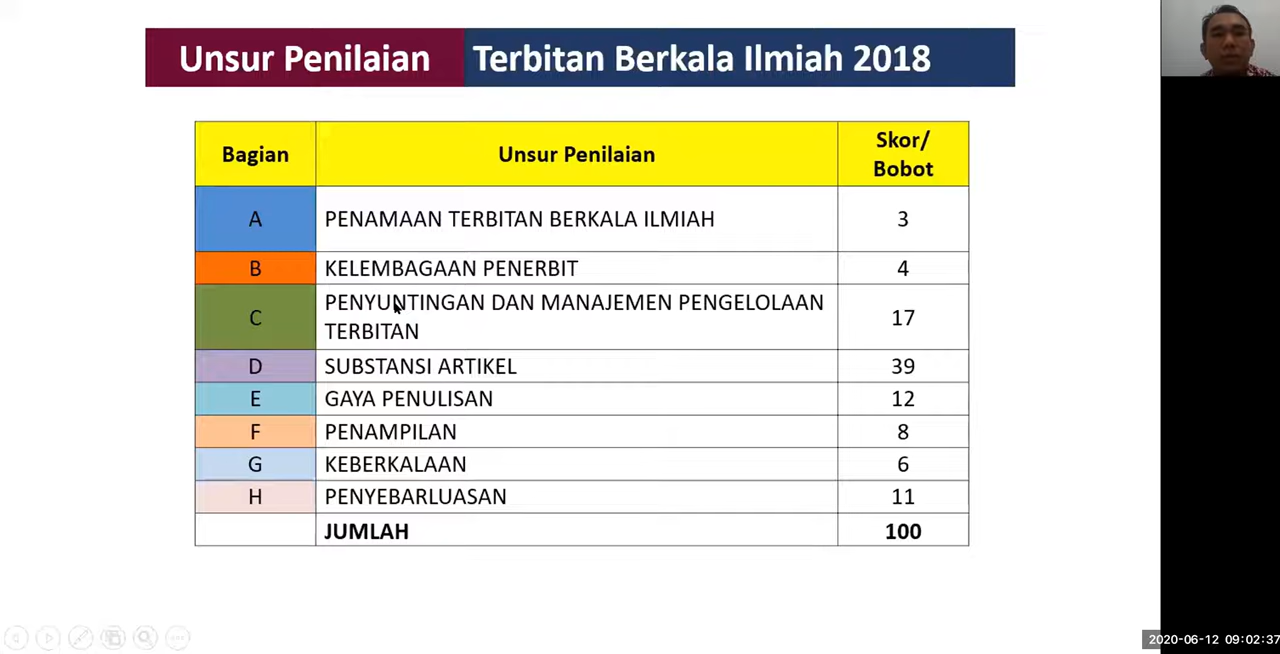 Unsur Penilaian Terbitan Berkala Ilmiah 2018
Bagian Unsur Penilaian Skor/
Bobot
A PENAMAAN TERBITAN BERKALA ILMIAH 3
B KELEMBAGAAN PENERBIT 4
C PENYUNTINGAN DAN MANAJEMEN PENGELOLAAN
TERBITAN 17
D SUBSTANSI ARTIKEL 39
E GAYA PENULISAN 12
F PENAMPILAN 8
G KEBERKALAAN 6
H PENYEBARLUASAN 11
JUMLAH 100
2020-06-12 09:02:37